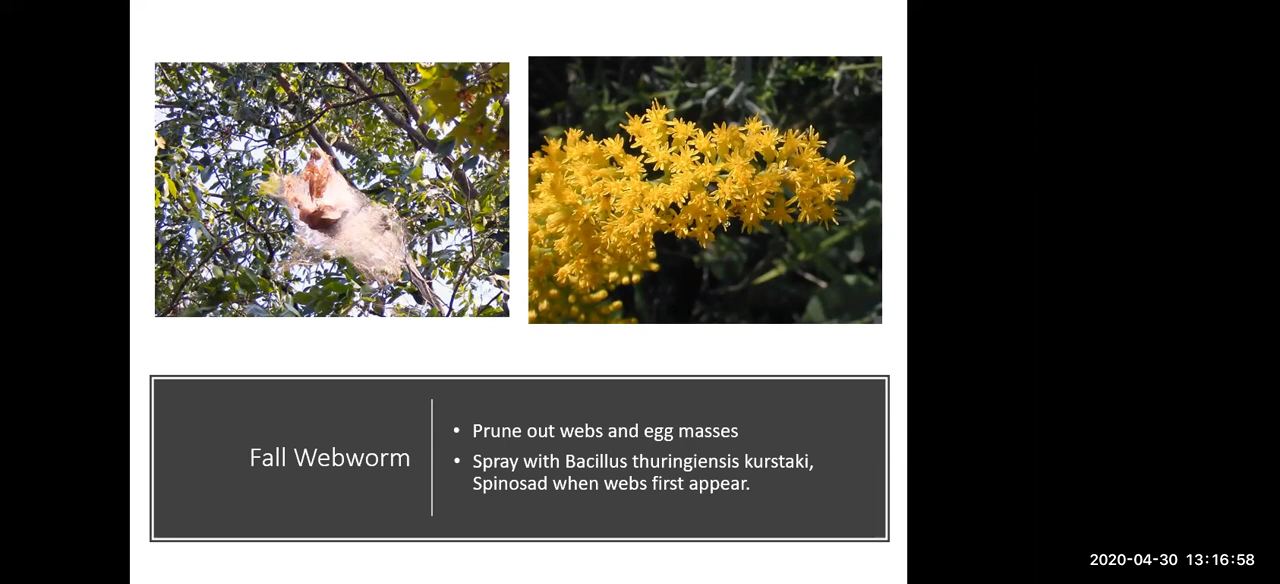 Fall Webworm
• Prune out webs and egg masses
• Spray with Bacillus thuringiensis kurstaki,
Spinosad when webs first appear.
2020-04-30 13:16:58